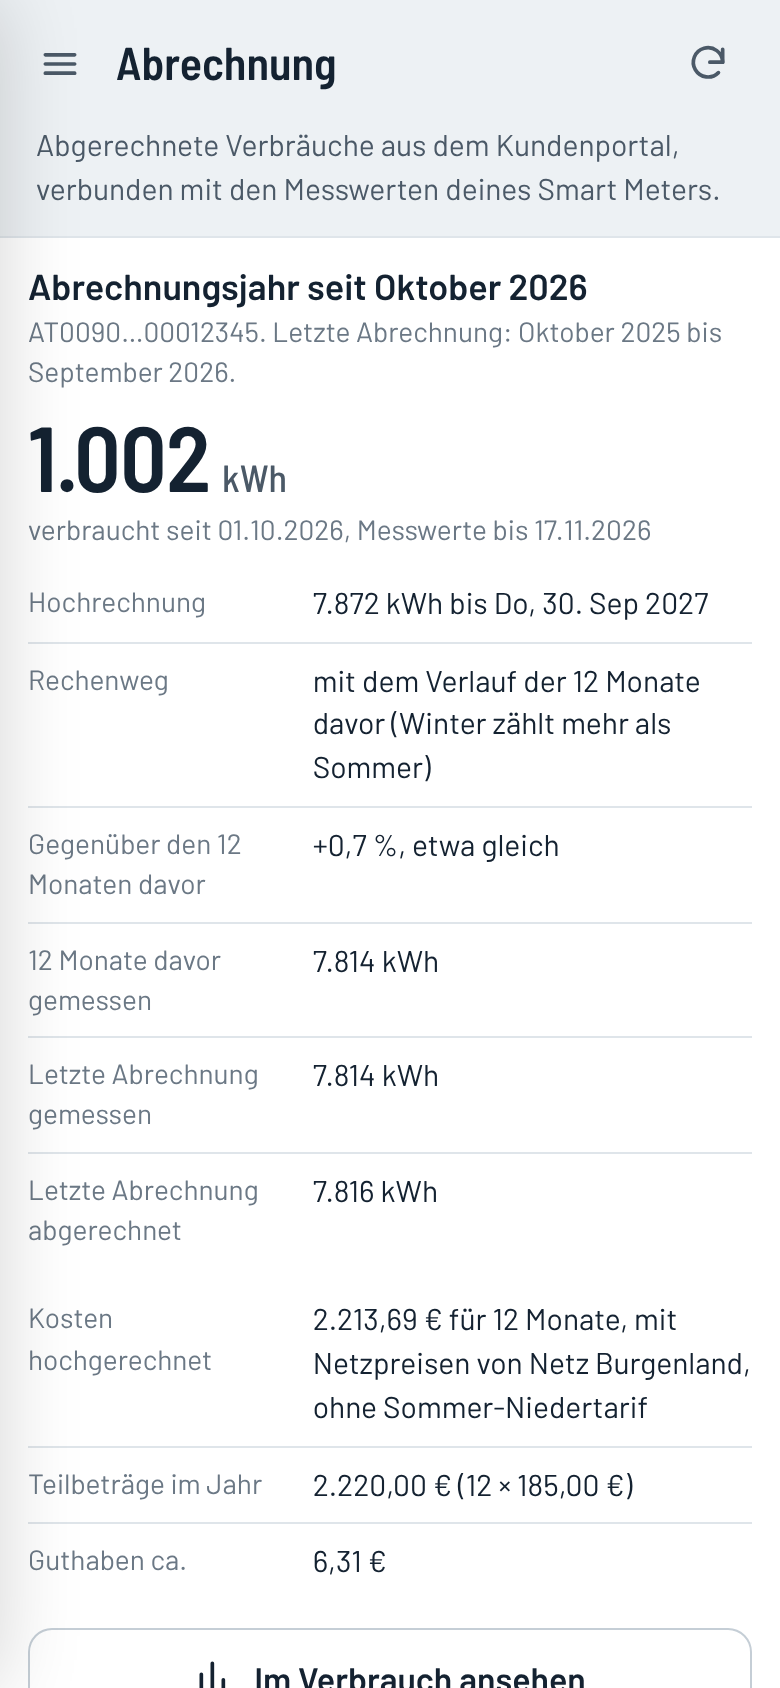 Abrechnung
Abgerechnete Verbräuche aus dem Kundenportal,
verbunden mit den Messwerten deines Smart Meters.
Abrechnungsjahr seit Oktober 2026
AT0090…00012345. Letzte Abrechnung: Oktober 2025 bis
September 2026.
1.002 kWh
verbraucht seit 01.10.2026, Messwerte bis 17.11.2026
Hochrechnung
7.872 kWh bis Do, 30. Sep 2027
Rechenweg
mit dem Verlauf der 12 Monate
davor (Winter zählt mehr als
Sommer)
Gegenüber den 12
Monaten davor
+0,7 %, etwa gleich
12 Monate davor
gemessen
7.814 kWh
Letzte Abrechnung
gemessen
7.814 kWh
Letzte Abrechnung
abgerechnet
7.816 kWh
Kosten
hochgerechnet
2.213,69 € für 12 Monate, mit
Netzpreisen von Netz Burgenland,
ohne Sommer-Niedertarif
Teilbeträge im Jahr
2.220,00 € (12 × 185,00 €)
Guthaben ca.
6,31 €
Im Verbrauch ansehen